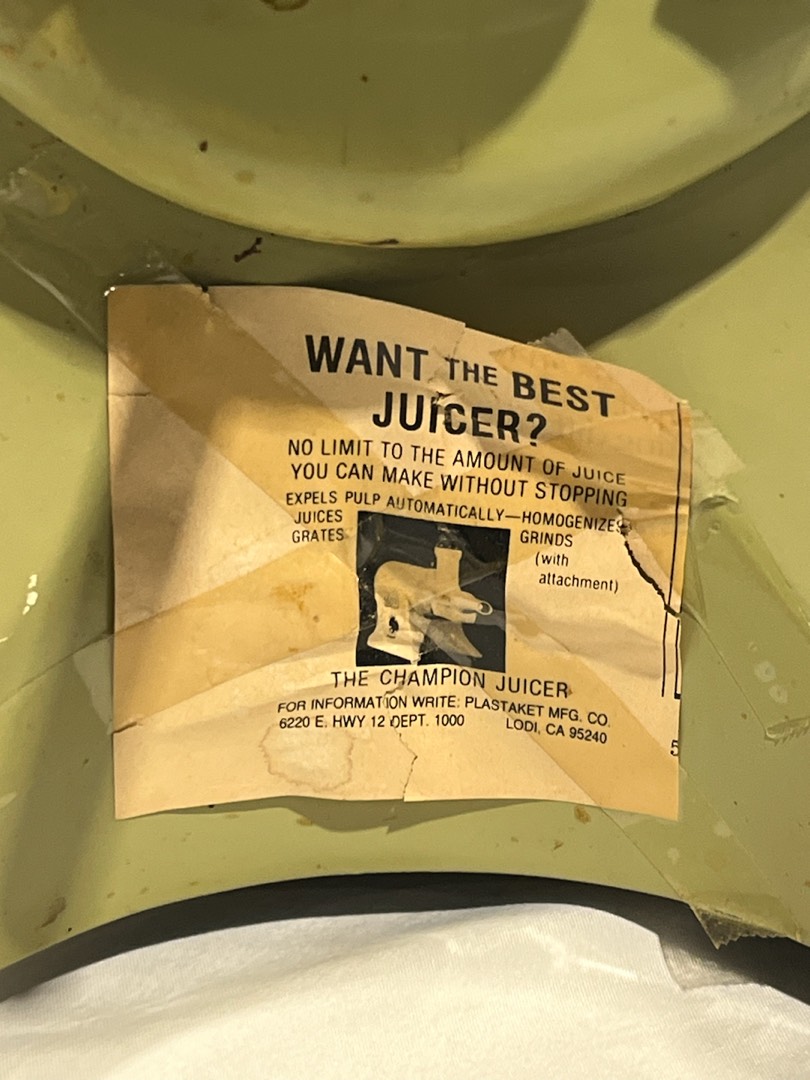 WANT THE BEST
JUICER?
NO LIMIT TO THE AMOUNT OF JUICE
YOU CAN MAKE WITHOUT STOPPING
EXPELS PULP AUTOMATICALLY—HOMOGENIZES
JUICES
GRATES
GRINDS
(with
attachment)
THE CHAMPION JUICER
FOR INFORMATION WRITE: PLASTAKET MFG. CO.
6220 E. HWY 12 DEPT. 1000 LODI, CA 95240
5